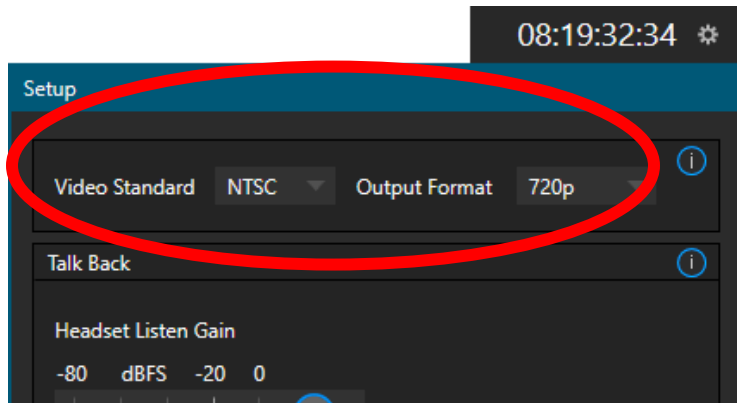 08:19:32:34
Setup
Video Standard NTSC Output Format 720p
Talk Back
Headset Listen Gain
-80 dBFS -20 0